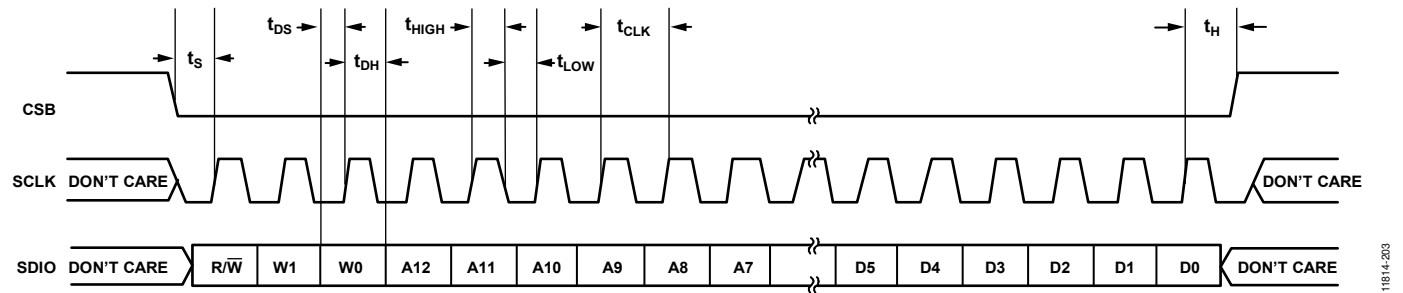 tDS
tHIGH
tCLK
tH
tS
tDH
tLOW
CSB
SCLK DON'T CARE DON'T CARE
SDIO DON'T CARE R/W̅ W1 W0 A12 A11 A10 A9 A8 A7 D5 D4 D3 D2 D1 D0 DON'T CARE
11814-203